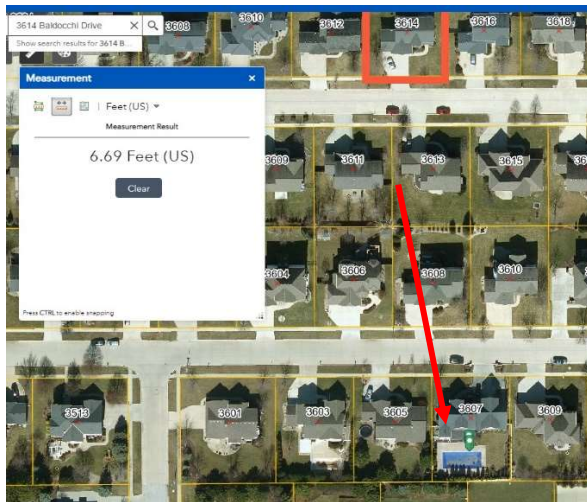 3614 Baldocchi Drive
Show search results for 3614 B...
3608
3610
3612
3614
3616
3618
Measurement
Feet (US)
Measurement Result
6.69 Feet (US)
Clear
Press CTRL to enable snapping
3609
3611
3613
3615
36
3604
3606
3608
3610
3513
3601
3603
3605
3607
3609